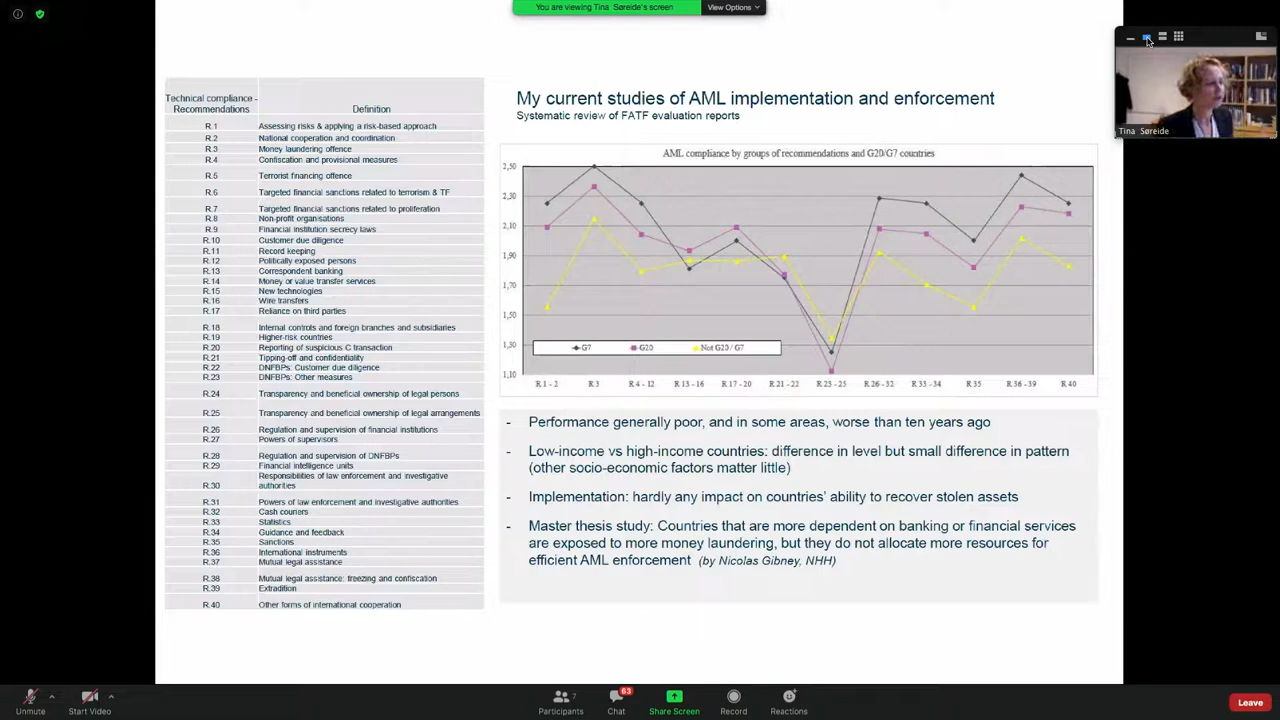 You are viewing Tina Søreide's screen
View Options
Tina Søreide
Technical compliance -
Recommendations
Definition
R.1 Assessing risks & applying a risk-based approach
R.2 National cooperation and coordination
R.3 Money laundering offence
R.4 Confiscation and provisional measures
R.5 Terrorist financing offence
R.6 Targeted financial sanctions related to terrorism & TF
R.7 Targeted financial sanctions related to proliferation
R.8 Non-profit organisations
R.9 Financial institution secrecy laws
R.10 Customer due diligence
R.11 Record keeping
R.12 Politically exposed persons
R.13 Correspondent banking
R.14 Money or value transfer services
R.15 New technologies
R.16 Wire transfers
R.17 Reliance on third parties
R.18 Internal controls and foreign branches and subsidiaries
R.19 Higher-risk countries
R.20 Reporting of suspicious C transaction
R.21 Tipping-off and confidentiality
R.22 DNFBPs: Customer due diligence
R.23 DNFBPs: Other measures
R.24 Transparency and beneficial ownership of legal persons
R.25 Transparency and beneficial ownership of legal arrangements
R.26 Regulation and supervision of financial institutions
R.27 Powers of supervisors
R.28 Regulation and supervision of DNFBPs
R.29 Financial intelligence units
R.30 Responsibilities of law enforcement and investigative
authorities
R.31 Powers of law enforcement and investigative authorities
R.32 Cash couriers
R.33 Statistics
R.34 Guidance and feedback
R.35 Sanctions
R.36 International instruments
R.37 Mutual legal assistance
R.38 Mutual legal assistance: freezing and confiscation
R.39 Extradition
R.40 Other forms of international cooperation
My current studies of AML implementation and enforcement
Systematic review of FATF evaluation reports
AML compliance by groups of recommendations and G20/G7 countries
2,50
2,30
2,10
1,90
1,70
1,50
1,30
1,10
G7 G20 Not G20 / G7
R 1 - 2 R 3 R 4 - 12 R 13 - 16 R 17 - 20 R 21 - 22 R 23 - 25 R 26 - 32 R 33 - 34 R 35 R 36 - 39 R 40
- Performance generally poor, and in some areas, worse than ten years ago
- Low-income vs high-income countries: difference in level but small difference in pattern
(other socio-economic factors matter little)
- Implementation: hardly any impact on countries' ability to recover stolen assets
- Master thesis study: Countries that are more dependent on banking or financial services
are exposed to more money laundering, but they do not allocate more resources for
efficient AML enforcement (by Nicolas Gibney, NHH)
Unmute
Start Video
7
Participants
63
Chat
Share Screen
Record
Reactions
Leave